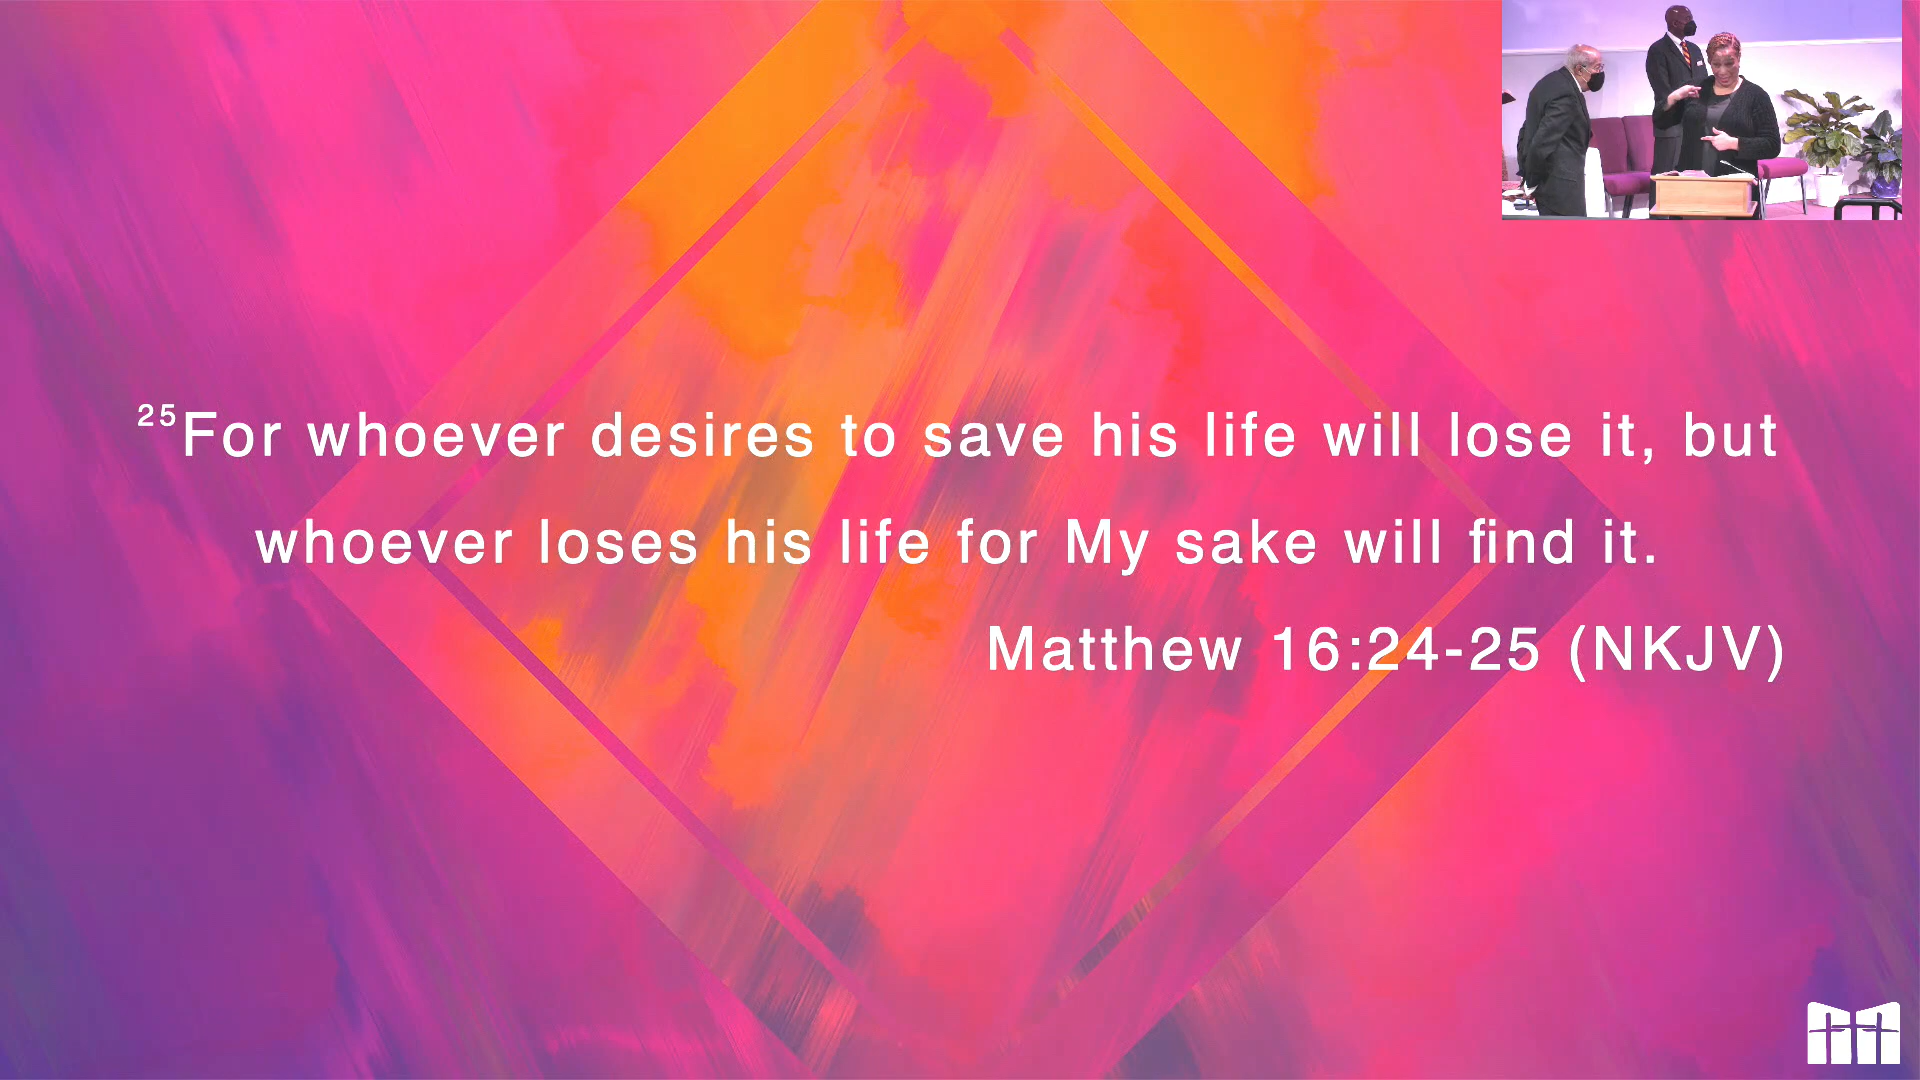 ²⁵For whoever desires to save his life will lose it, but
whoever loses his life for My sake will find it.
Matthew 16:24-25 (NKJV)